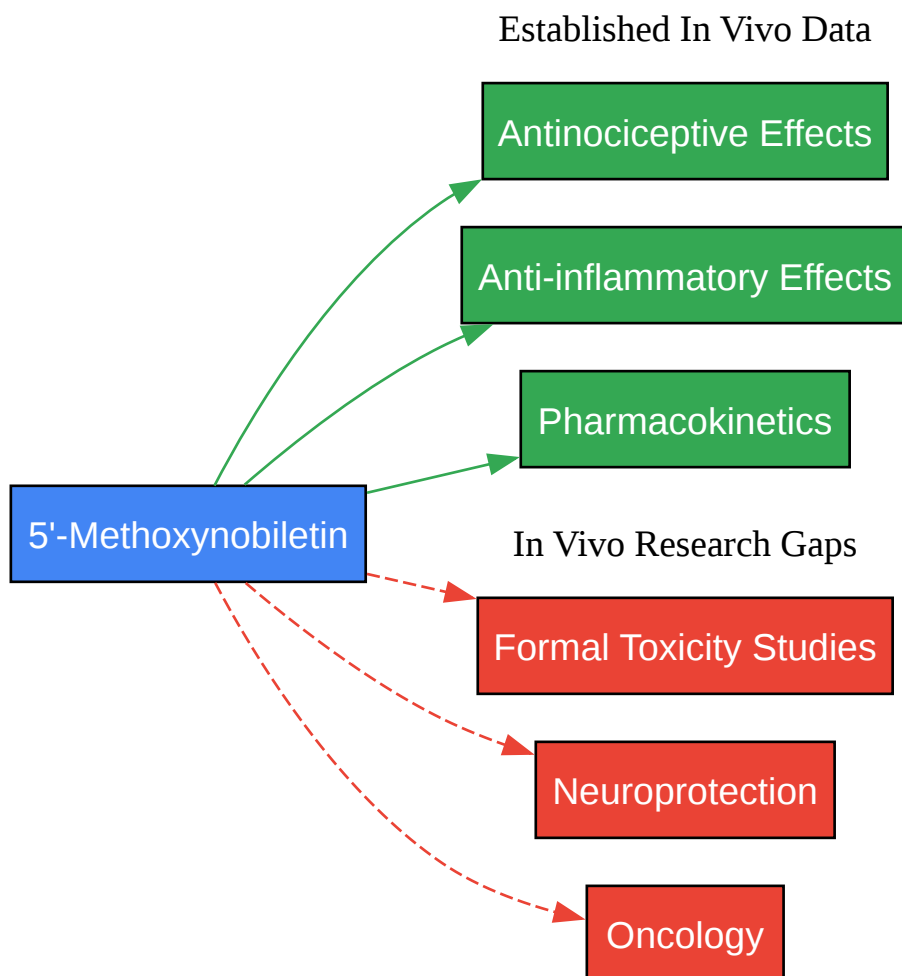 Established In Vivo Data
Antinociceptive Effects
Anti-inflammatory Effects
Pharmacokinetics
5'-Methoxynobiletin
In Vivo Research Gaps
Formal Toxicity Studies
Neuroprotection
Oncology